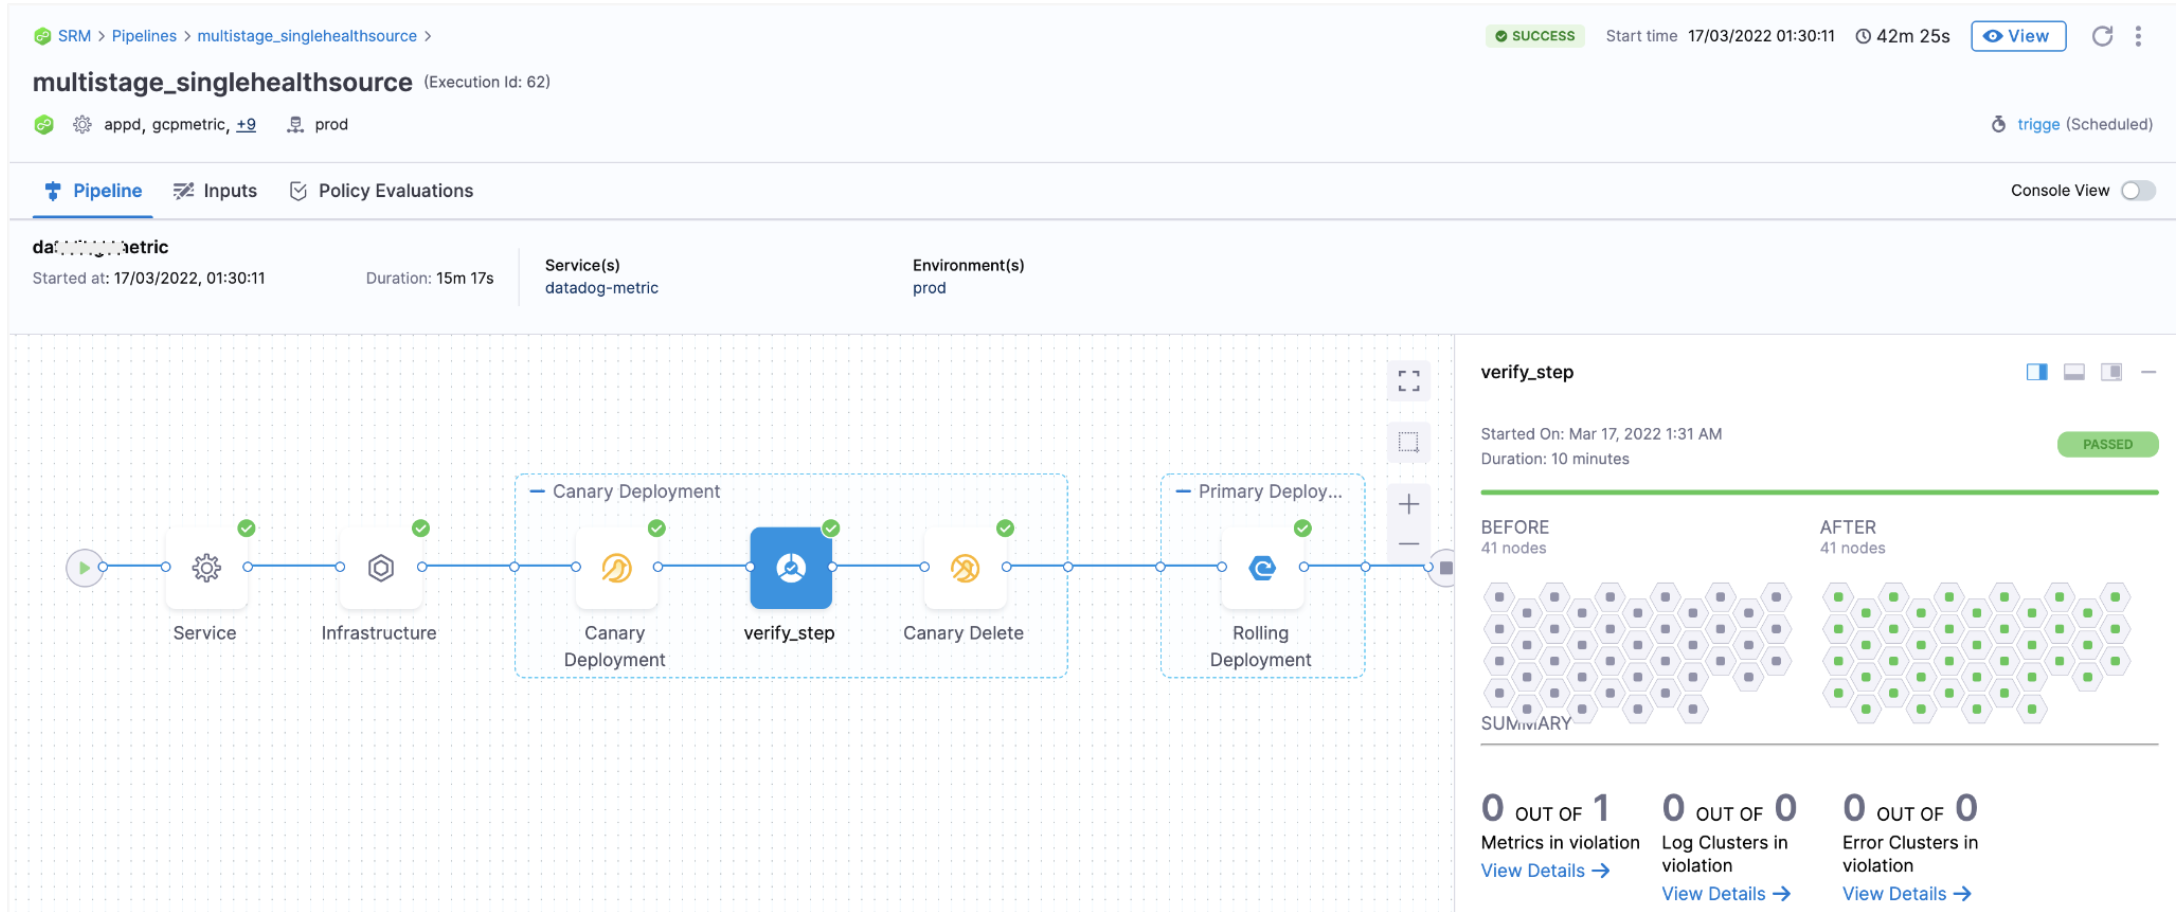 SRM > Pipelines > multistage_singlehealthsource >
SUCCESS Start time 17/03/2022 01:30:11 42m 25s View
multistage_singlehealthsource (Execution Id: 62)
appd, gcpmetric, +9 prod
trigge (Scheduled)
Pipeline Inputs Policy Evaluations
Console View
Started at: 17/03/2022, 01:30:11 Duration: 15m 17s
Service(s)
datadog-metric
Environment(s)
prod
Canary Deployment
Primary Deploy...
Service
Infrastructure
Canary
Deployment
verify_step
Canary Delete
Rolling
Deployment
verify_step
Started On: Mar 17, 2022 1:31 AM
Duration: 10 minutes
PASSED
BEFORE
41 nodes
AFTER
41 nodes
SUMMARY
0 OUT OF 1
Metrics in violation
View Details →
0 OUT OF 0
Log Clusters in
violation
View Details →
0 OUT OF 0
Error Clusters in
violation
View Details →